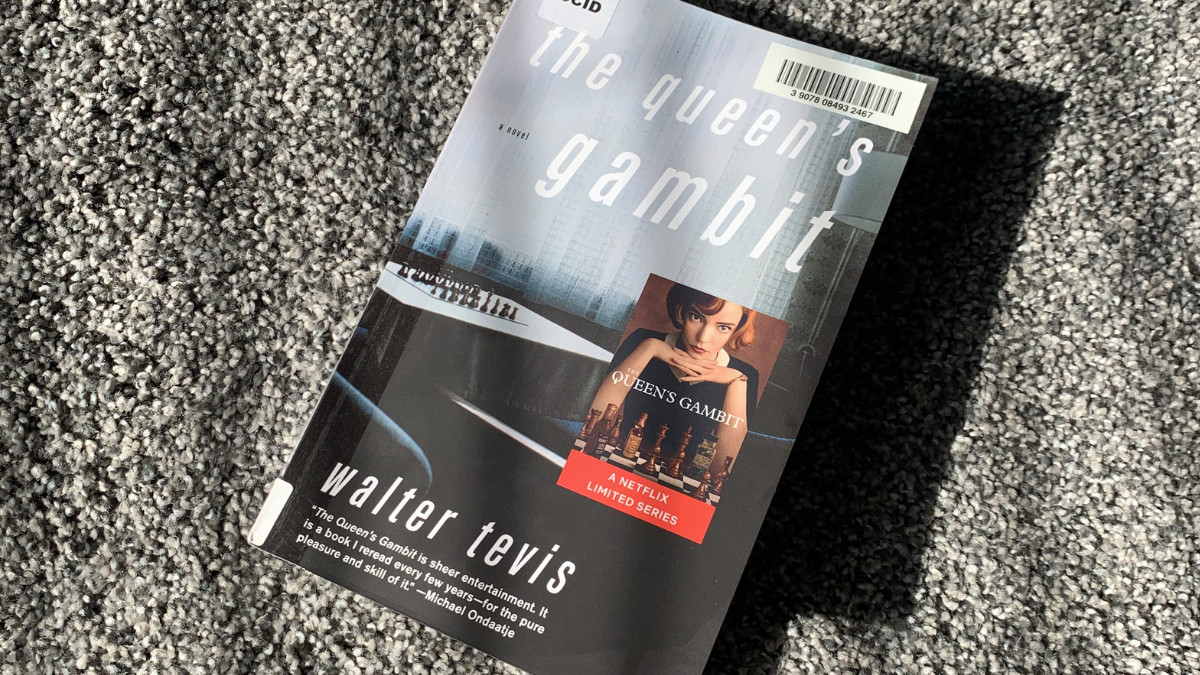 3 9078 08493 2467
the queen's
a novel
gambit
THE
QUEEN'S GAMBIT
A NETFLIX
LIMITED SERIES
walter tevis
“The Queen's Gambit is sheer entertainment. It
is a book I reread every few years—for the pure
pleasure and skill of it.” —Michael Ondaatje